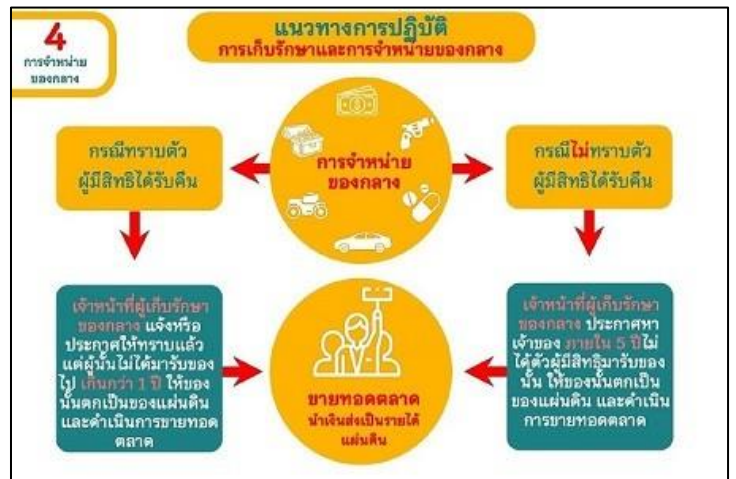 4
การจำหน่าย
ของกลาง
แนวทางการปฏิบัติ
การเก็บรักษาและการจำหน่ายของกลาง
กรณีทราบตัว
ผู้มีสิทธิได้รับคืน
การจำหน่าย
ของกลาง
กรณีไม่ทราบตัว
ผู้มีสิทธิได้รับคืน
เจ้าหน้าที่ผู้เก็บรักษา
ของกลาง แจ้งหรือ
ประกาศให้ทราบแล้ว
แต่ผู้นั้นไม่ได้มารับของ
ไป เกินกว่า 1 ปี ให้ของ
นั้นตกเป็นของแผ่นดิน
และดำเนินการขายทอด
ตลาด
ขายทอดตลาด
นำเงินส่งเป็นรายได้
แผ่นดิน
เจ้าหน้าที่ผู้เก็บรักษา
ของกลาง ประกาศหา
เจ้าของ ภายใน 5 ปีไม่
ได้ตัวผู้มีสิทธิมารับของ
นั้น ให้ของนั้นตกเป็น
ของแผ่นดิน และดำเนิน
การขายทอดตลาด